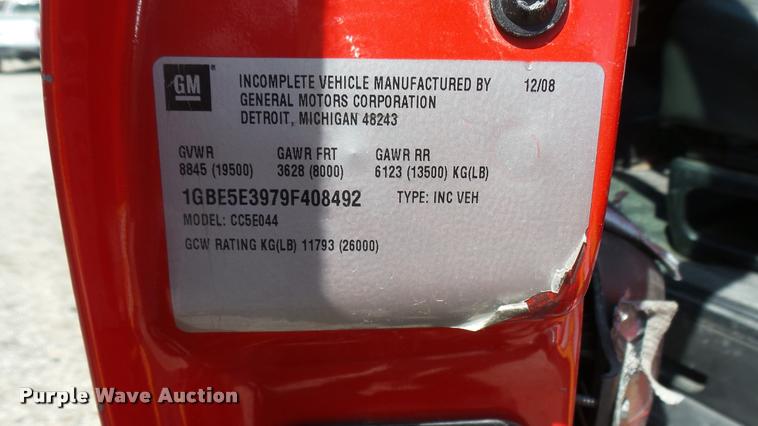 GM ®
INCOMPLETE VEHICLE MANUFACTURED BY 12/08
GENERAL MOTORS CORPORATION
DETROIT, MICHIGAN 48243
GVWR GAWR FRT GAWR RR
8845 (19500) 3628 (8000) 6123 (13500) KG(LB)
1GBE5E3979F408492 TYPE: INC VEH
MODEL: CC5E044
GCW RATING KG(LB) 11793 (26000)
Purple Wave Auction®